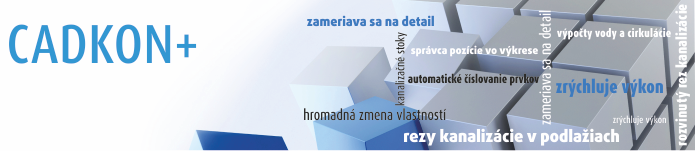 CADKON+
zameriava sa na detail
správca pozície vo výkrese
kanalizačné stoky
automatické číslovanie prvkov
hromadná zmena vlastností
rezy kanalizácie v podlažiach
zameriava sa na detail
výpočty vody a cirkulácie
zrýchluje výkon
zrýchluje výkon
rozvinuty rez kanalizácie